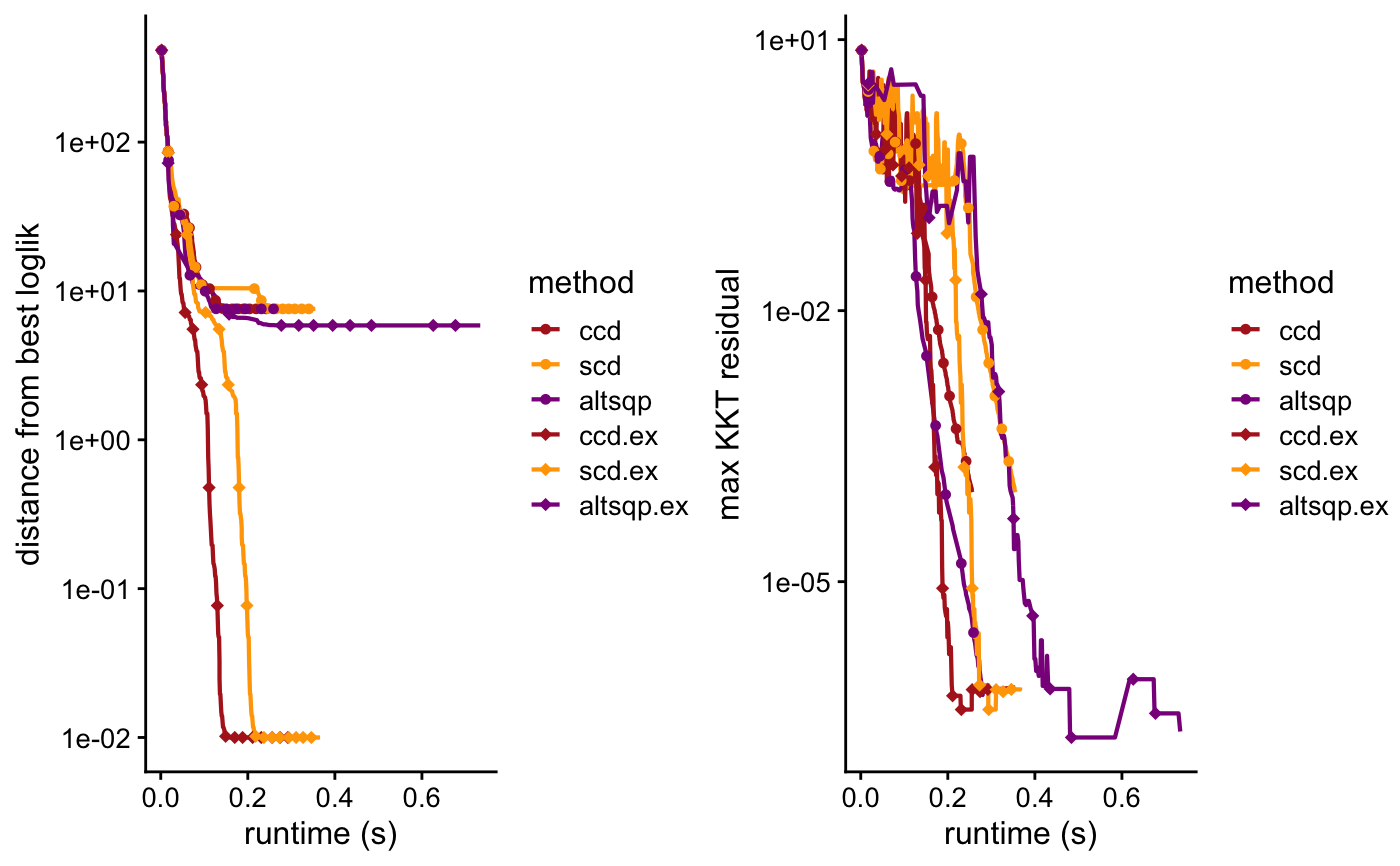 distance from best loglik
1e+02
1e+01
1e+00
1e-01
1e-02
0.0 0.2 0.4 0.6
runtime (s)
method
ccd
scd
altsqp
ccd.ex
scd.ex
altsqp.ex
max KKT residual
1e+01
1e-02
1e-05
0.0 0.2 0.4 0.6
runtime (s)
method
ccd
scd
altsqp
ccd.ex
scd.ex
altsqp.ex